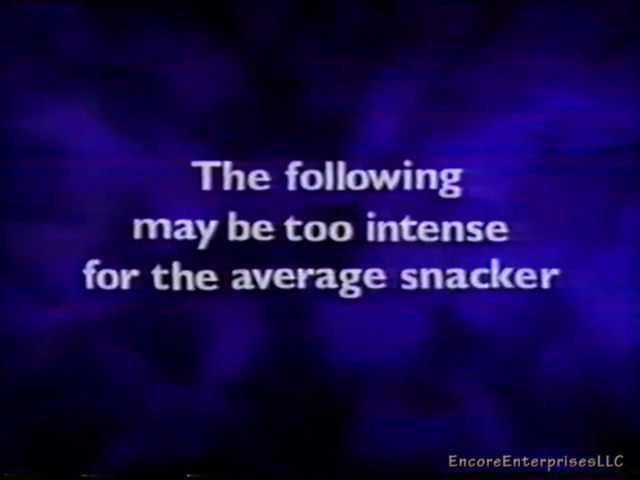 The following
may be too intense
for the average snacker
EncoreEnterprisesLLC